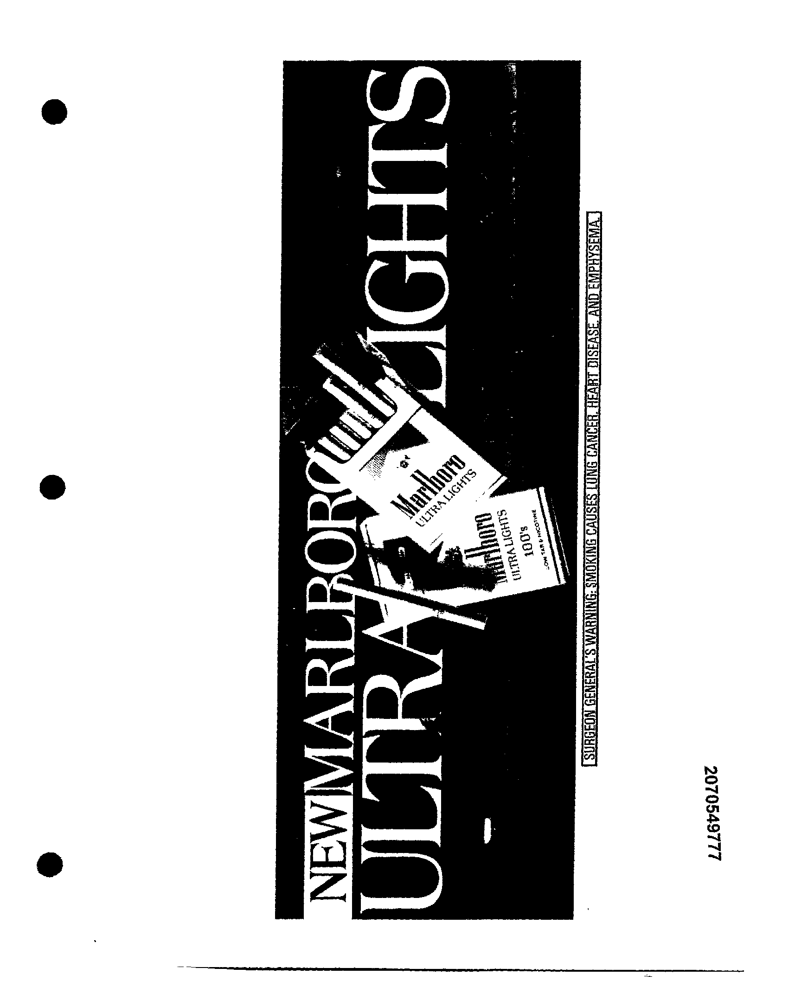 NEW MARLBORO
ULTRA LIGHTS
Marlboro
ULTRA LIGHTS
Marlboro
ULTRA LIGHTS
100's
LOW TAR & NICOTINE
SURGEON GENERAL'S WARNING: SMOKING CAUSES LUNG CANCER, HEART DISEASE, AND EMPHYSEMA.
2070549777